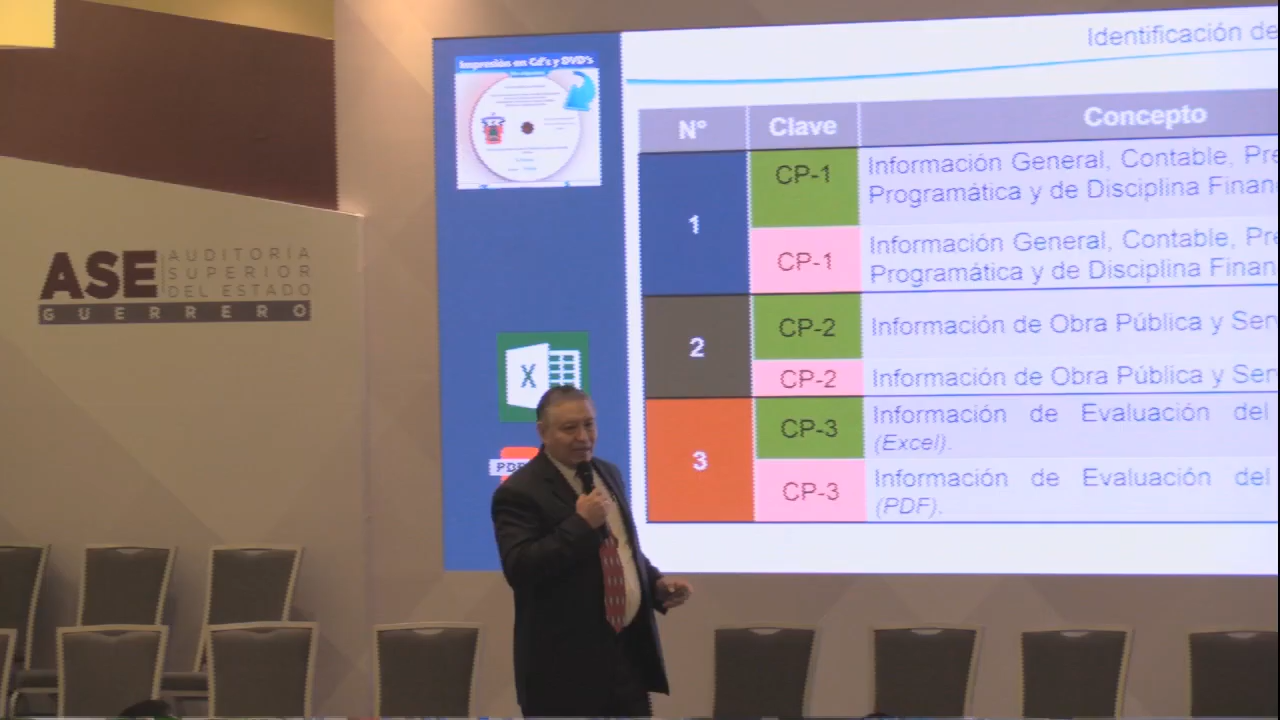 Impresión en Cd's y DVD's
Identificación de
N° Clave Concepto
1
CP-1
Información General, Contable, Pre
Programática y de Disciplina Finan
CP-1
Información General, Contable, Pre
Programática y de Disciplina Finan
2
CP-2
Información de Obra Pública y Ser
CP-2
Información de Obra Pública y Ser
3
CP-3
Información de Evaluación del
(Excel).
CP-3
Información de Evaluación del
(PDF).
X
PDF
ASE AUDITORÍA
SUPERIOR
DEL ESTADO
GUERRERO